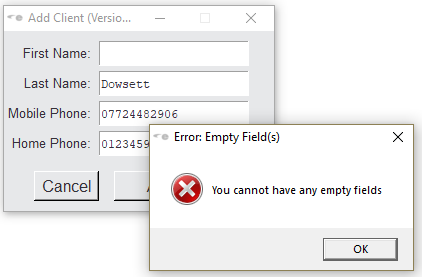 Add Client (Versio...
First Name:
Last Name: Dowsett
Mobile Phone: 07724482906
Home Phone: 0123459
Error: Empty Field(s)
You cannot have any empty fields
Cancel
OK